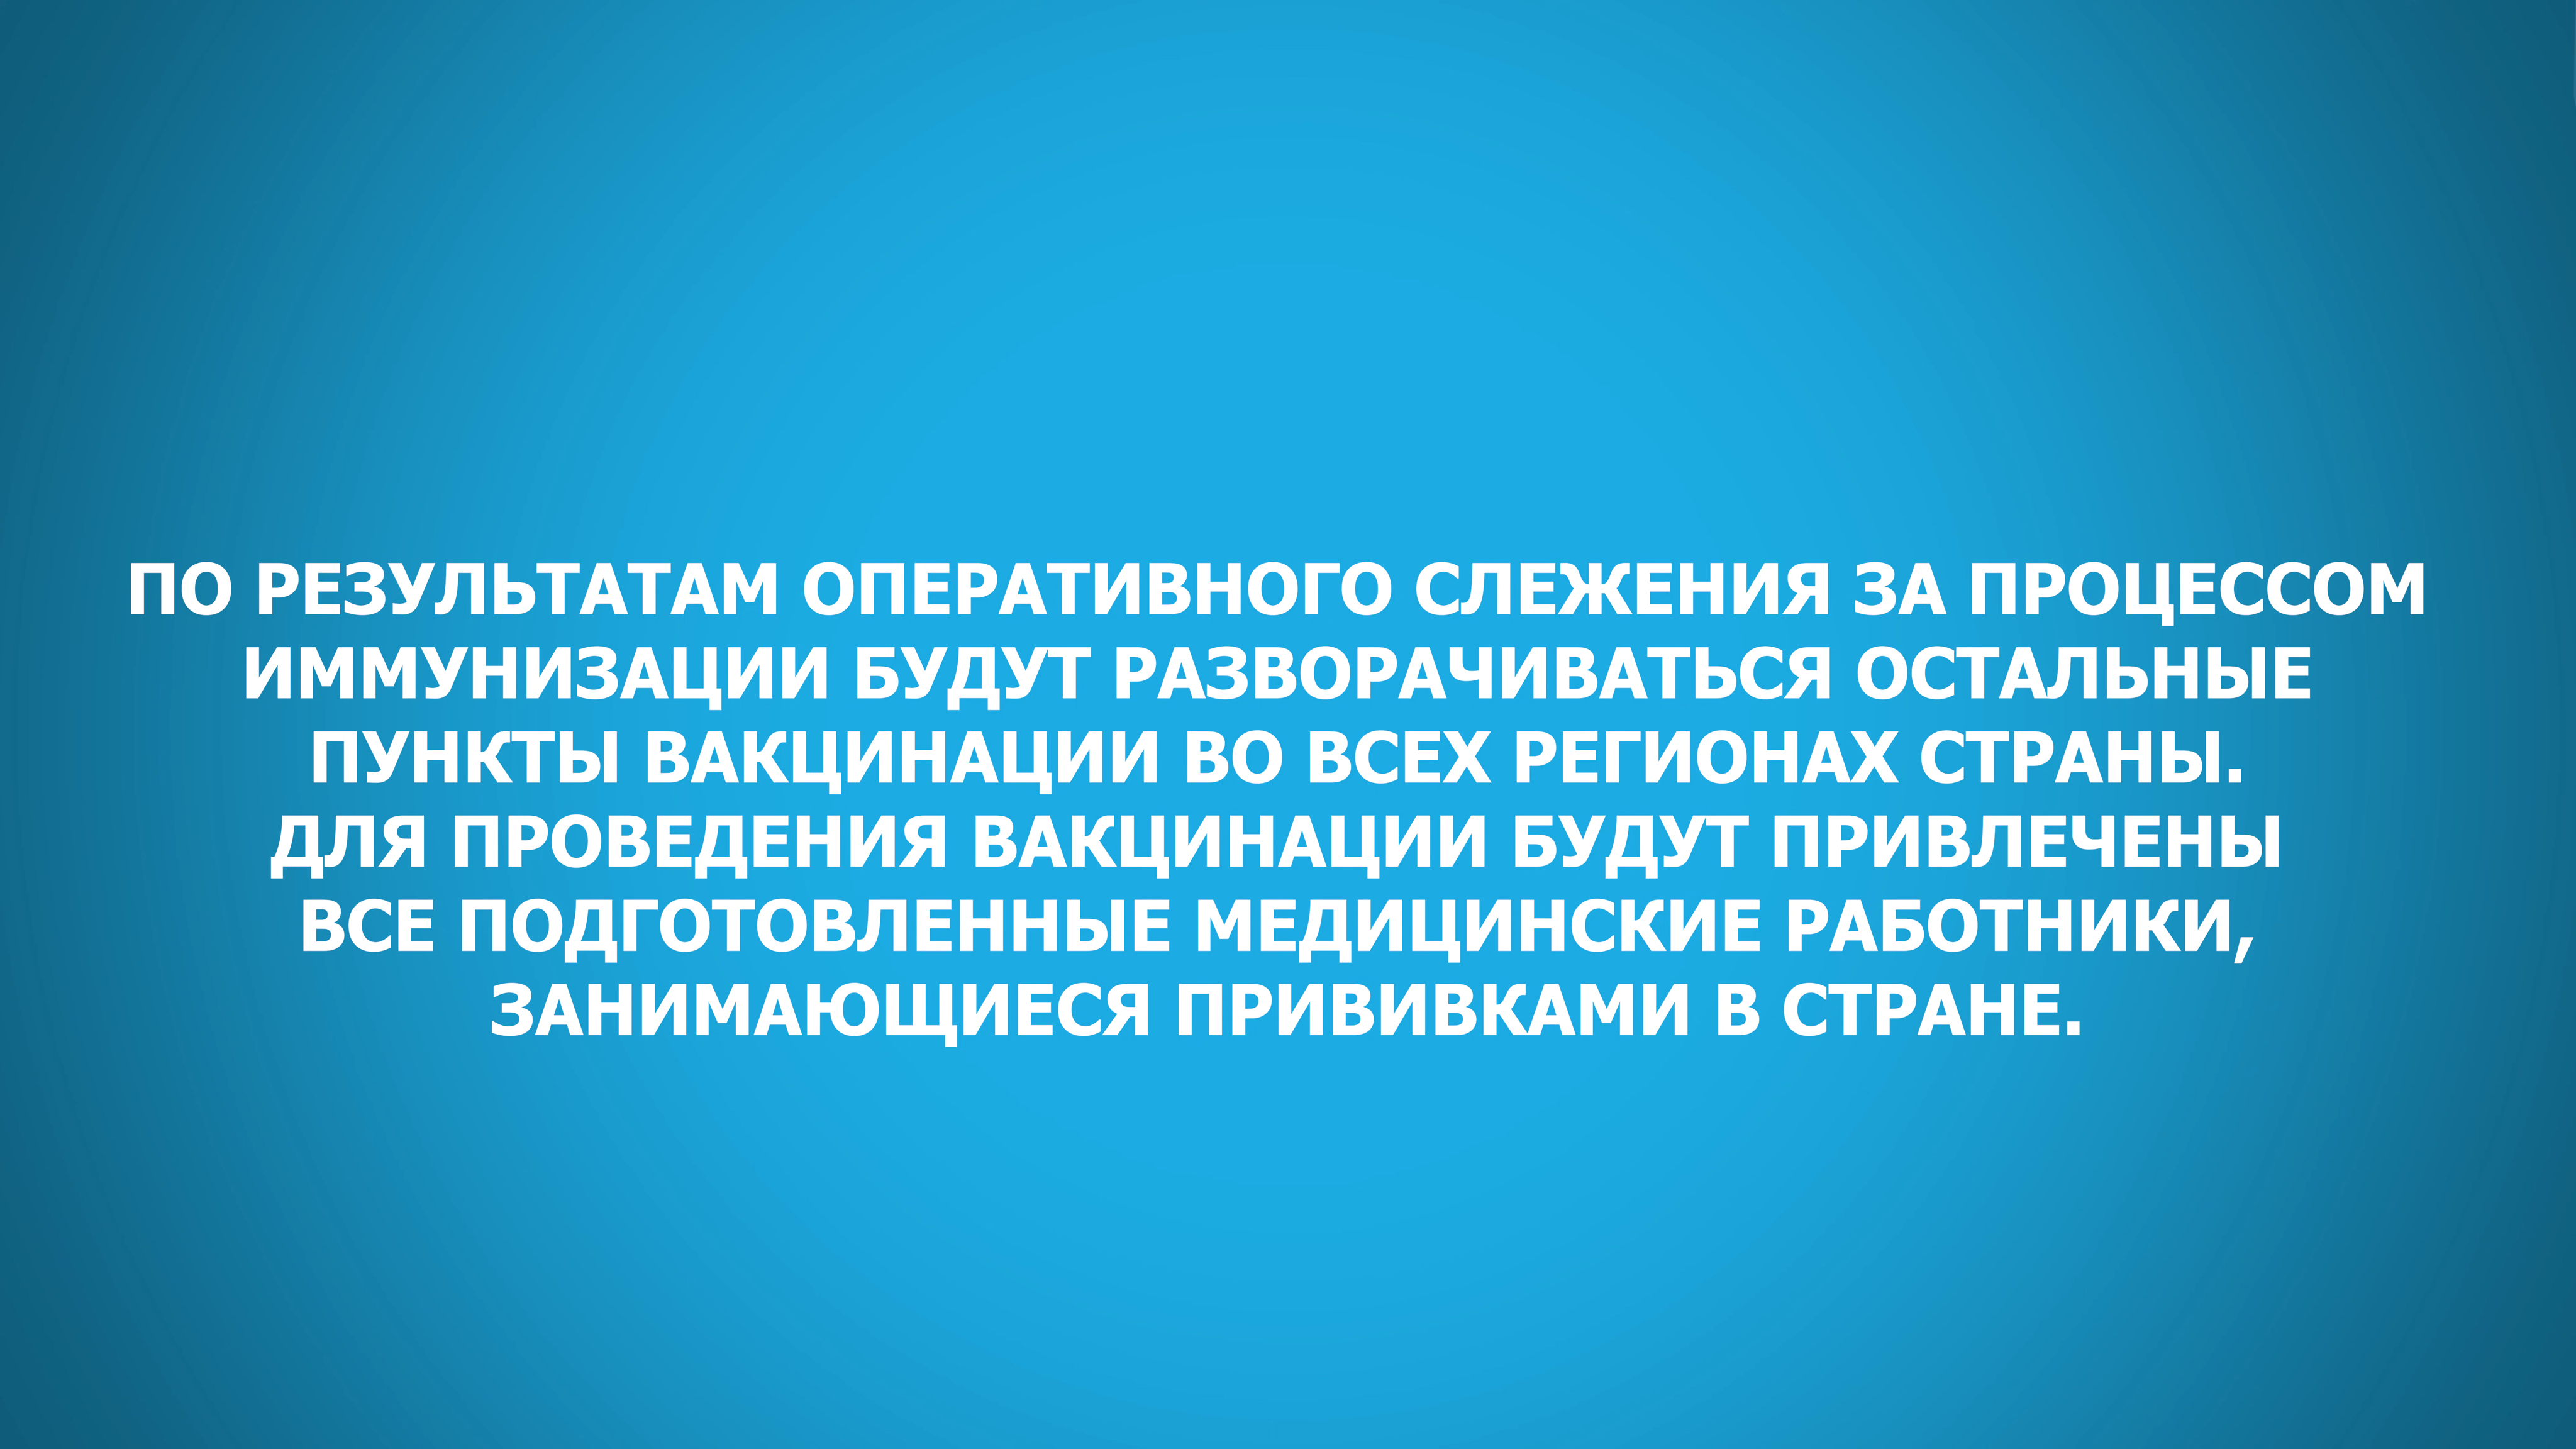 ПО РЕЗУЛЬТАТАМ ОПЕРАТИВНОГО СЛЕЖЕНИЯ ЗА ПРОЦЕССОМ
ИММУНИЗАЦИИ БУДУТ РАЗВОРАЧИВАТЬСЯ ОСТАЛЬНЫЕ
ПУНКТЫ ВАКЦИНАЦИИ ВО ВСЕХ РЕГИОНАХ СТРАНЫ.
ДЛЯ ПРОВЕДЕНИЯ ВАКЦИНАЦИИ БУДУТ ПРИВЛЕЧЕНЫ
ВСЕ ПОДГОТОВЛЕННЫЕ МЕДИЦИНСКИЕ РАБОТНИКИ,
ЗАНИМАЮЩИЕСЯ ПРИВИВКАМИ В СТРАНЕ.